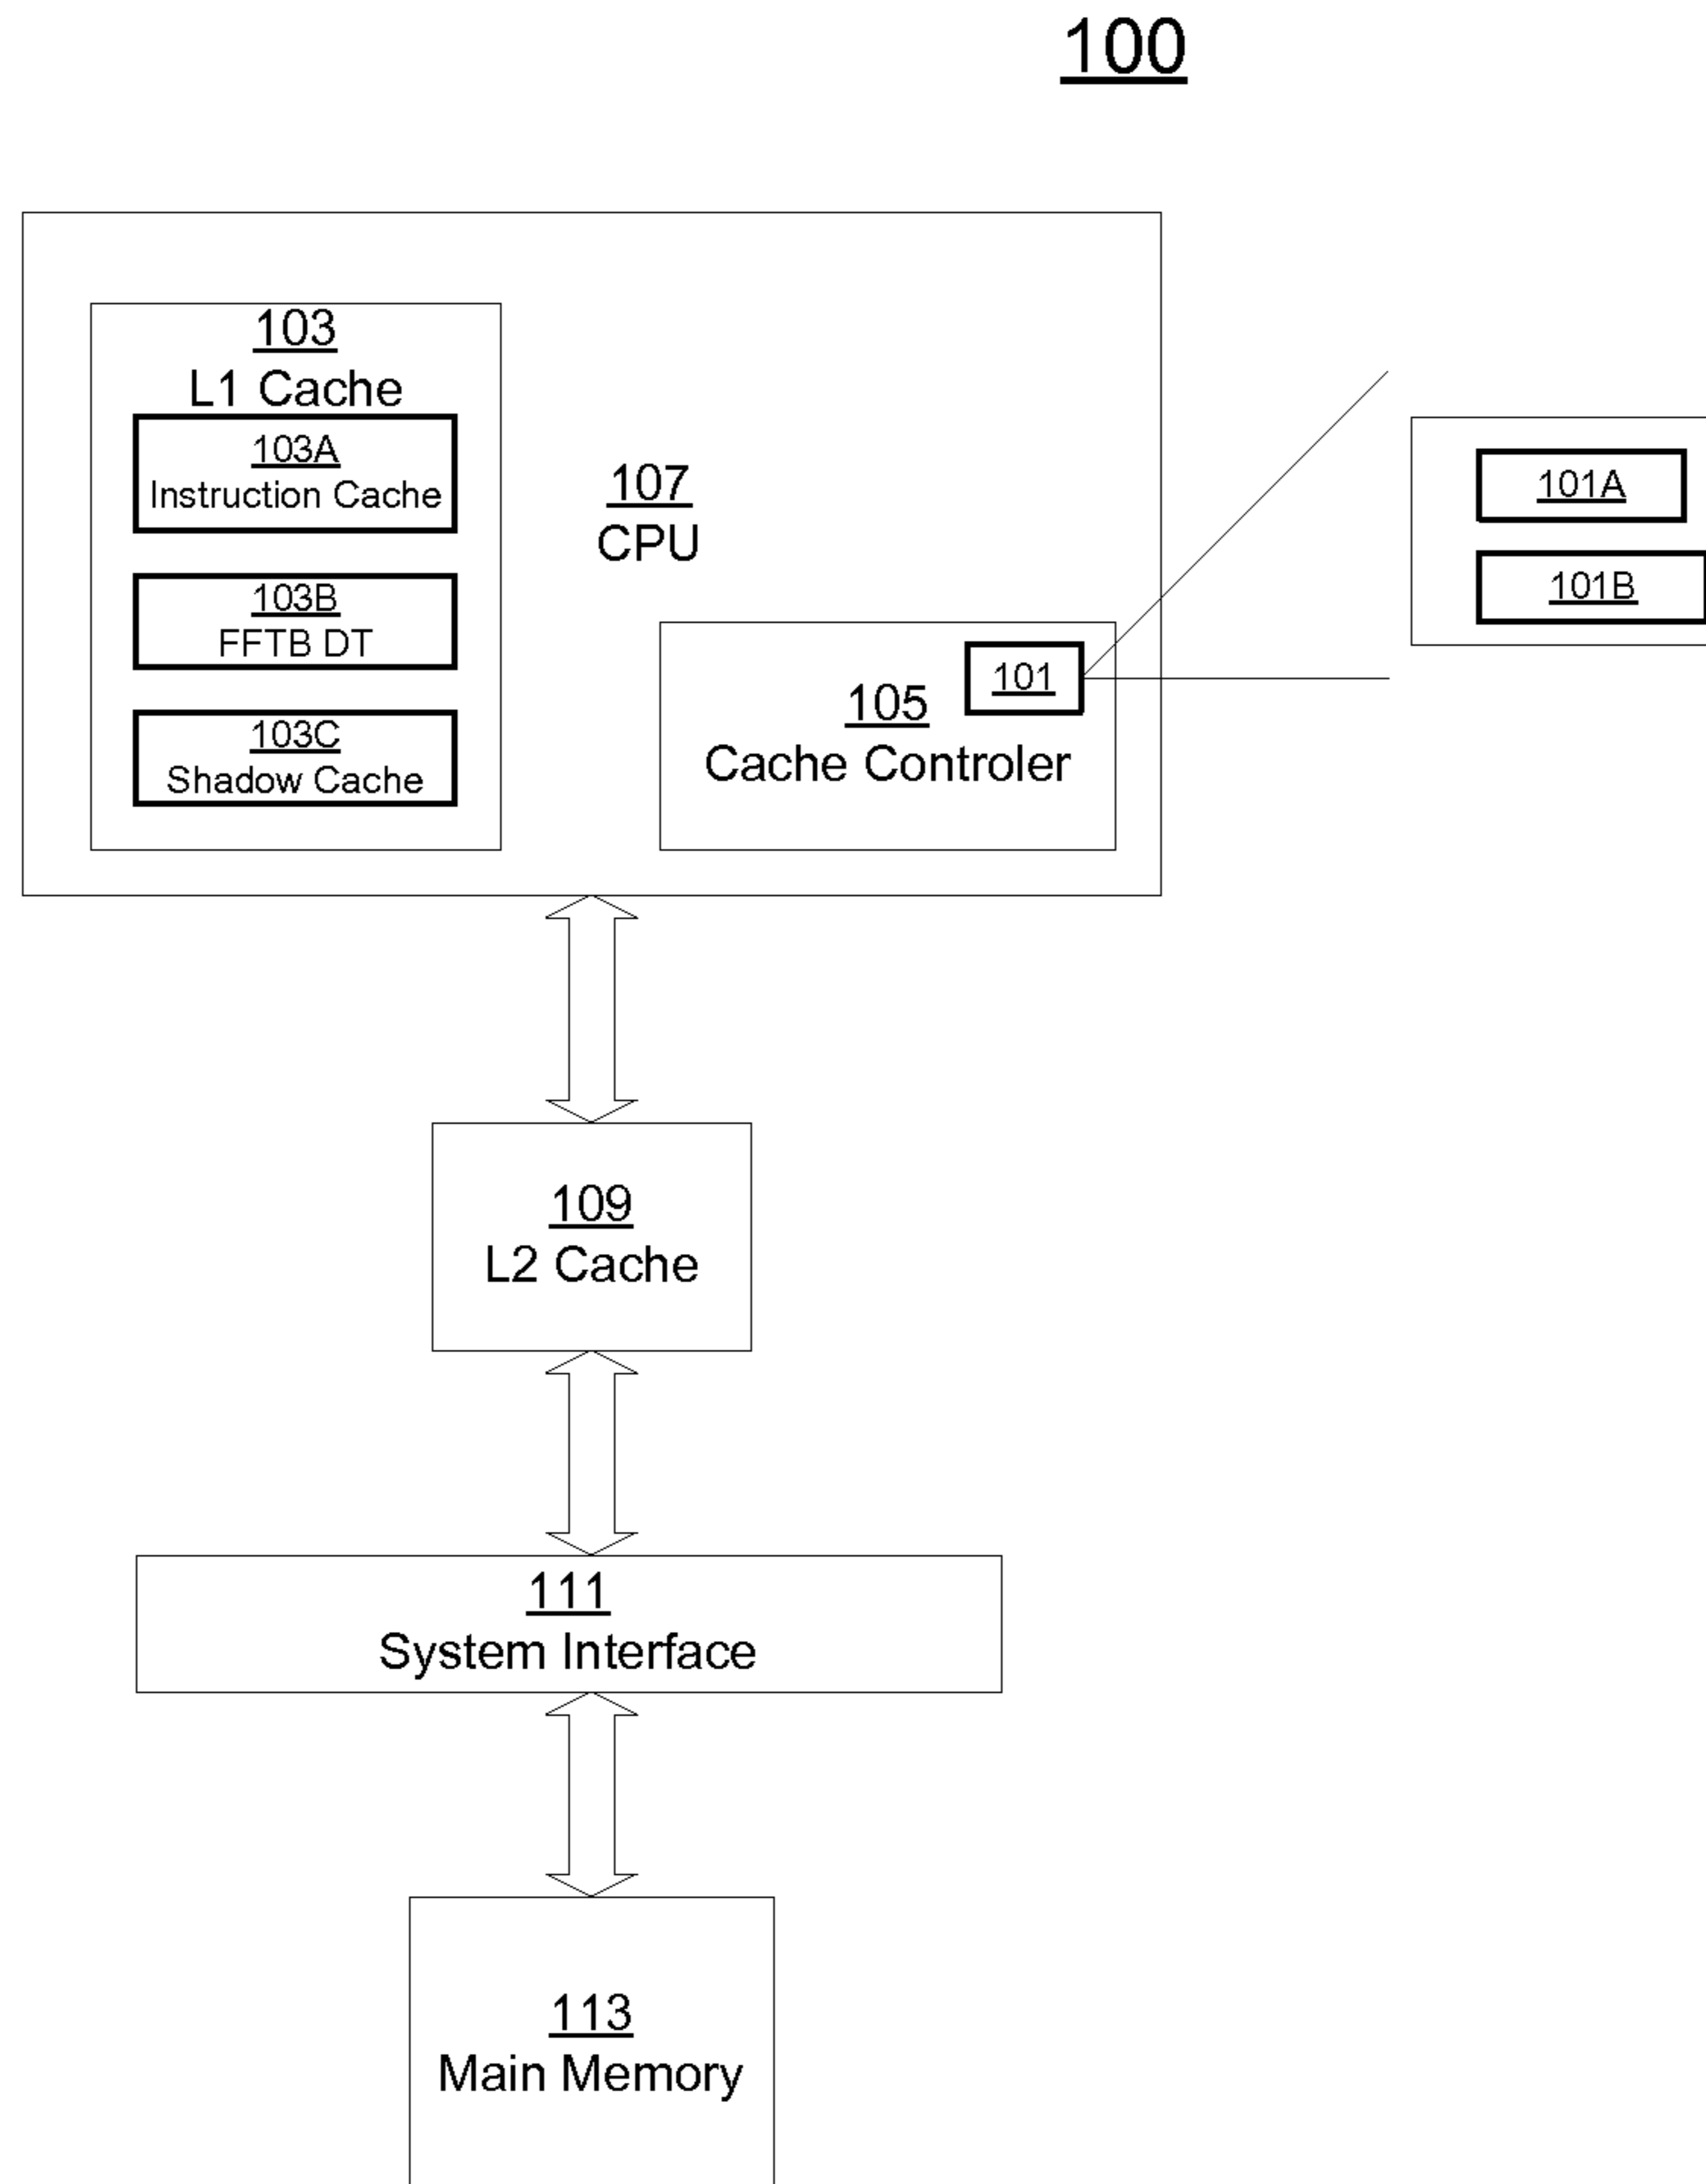 100
103
L1 Cache
103A
Instruction Cache
103B
FFTB DT
103C
Shadow Cache
107
CPU
101
105
Cache Controler
101A
101B
109
L2 Cache
111
System Interface
113
Main Memory